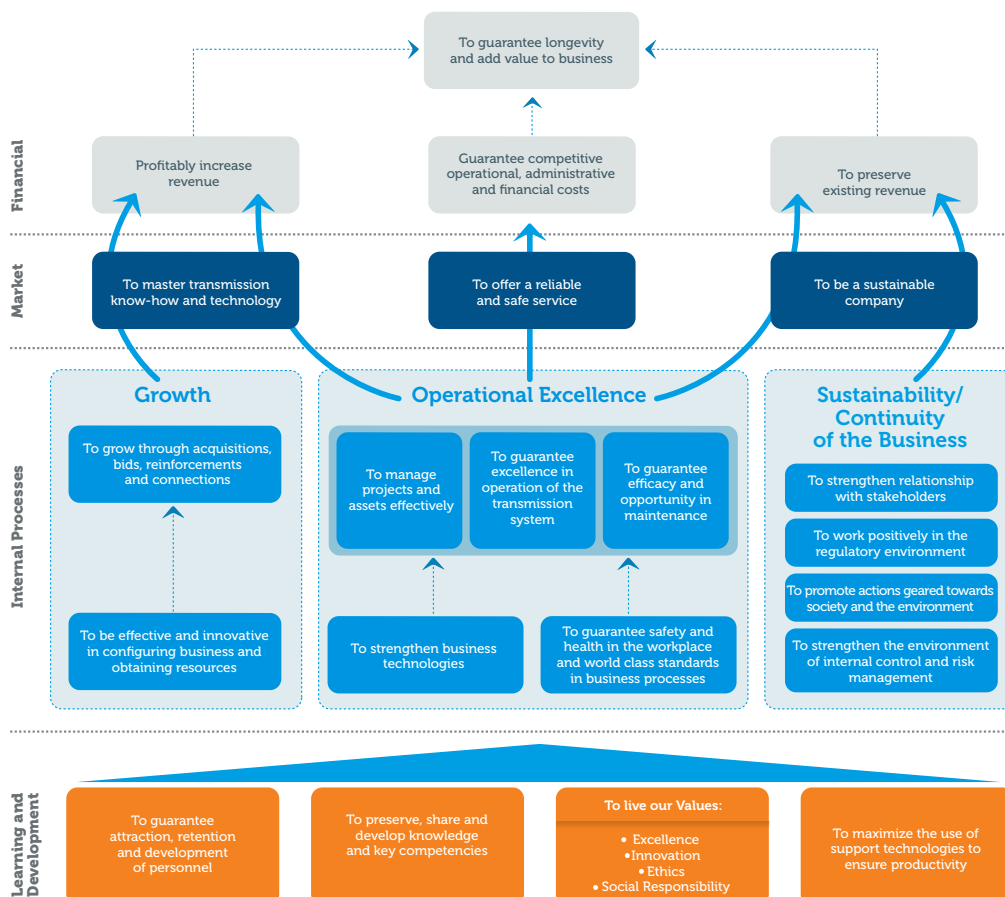 To guarantee longevity
and add value to business
Financial
Profitably increase
revenue
Guarantee competitive
operational, administrative
and financial costs
To preserve
existing revenue
Market
To master transmission
know-how and technology
To offer a reliable
and safe service
To be a sustainable
company
Internal Processes
Growth
To grow through acquisitions,
bids, reinforcements
and connections
To be effective and innovative
in configuring business and
obtaining resources
Operational Excellence
To manage
projects and
assets effectively
To guarantee
excellence in
operation of the
transmission
system
To guarantee
efficacy and
opportunity in
maintenance
To strengthen business
technologies
To guarantee safety and
health in the workplace
and world class standards
in business processes
Sustainability/
Continuity
of the Business
To strengthen relationship
with stakeholders
To work positively in the
regulatory environment
To promote actions geared towards
society and the environment
To strengthen the environment
of internal control and risk
management
Learning and
Development
To guarantee
attraction, retention
and development
of personnel
To preserve, share and
develop knowledge
and key competencies
To live our Values:
• Excellence
•Innovation
• Ethics
• Social Responsibility
To maximize the use of
support technologies to
ensure productivity